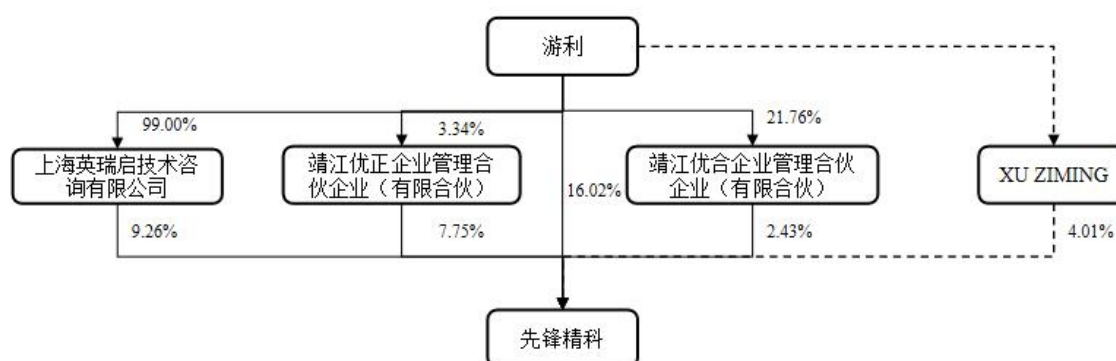 游利
99.00%
3.34%
21.76%
上海英瑞启技术咨
询有限公司
靖江优正企业管理合
伙企业（有限合伙）
16.02%
靖江优合企业管理合伙
企业（有限合伙）
XU ZIMING
9.26%
7.75%
2.43%
4.01%
先锋精科